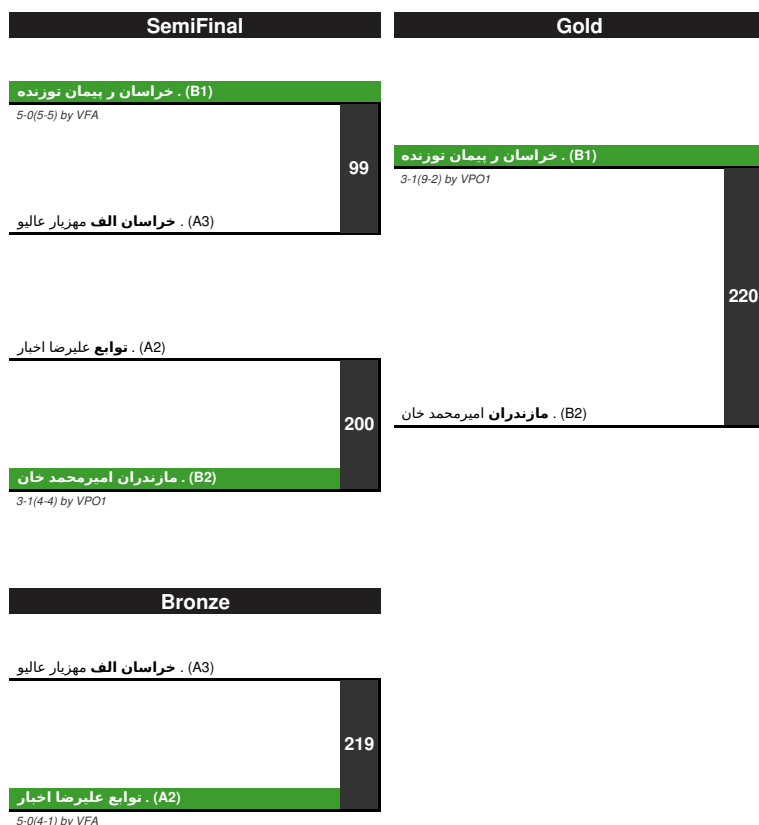 SemiFinal
(B1) . خراسان ر پیمان توزنده
5-0(5-5) by VFA
99
(A3) . خراسان الف مهزیار عالیو
(A2) . توابع علیرضا اخبار
200
(B2) . مازندران امیرمحمد خان
3-1(4-4) by VPO1
Gold
(B1) . خراسان ر پیمان توزنده
3-1(9-2) by VPO1
220
(B2) . مازندران امیرمحمد خان
Bronze
(A3) . خراسان الف مهزیار عالیو
219
(A2) . توابع علیرضا اخبار
5-0(4-1) by VFA